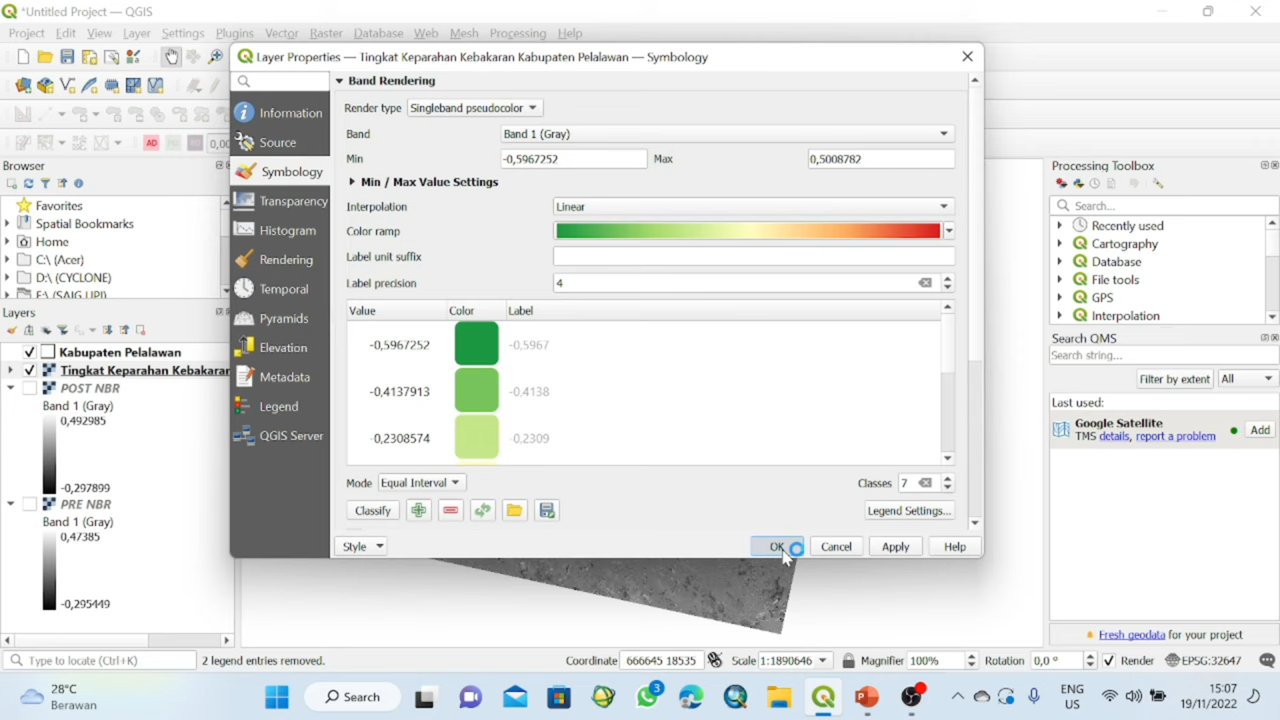 *Untitled Project — QGIS
Project Edit View Layer Settings Plugins Vector Raster Database Web Mesh Processing Help
Layer Properties — Tingkat Keparahan Kebakaran Kabupaten Pelalawan — Symbology
Information
Source
Symbology
Transparency
Histogram
Rendering
Temporal
Pyramids
Elevation
Metadata
Legend
QGIS Server
Band Rendering
Render type Singleband pseudocolor
Band Band 1 (Gray)
Min -0,5967252 Max 0,5008782
Min / Max Value Settings
Interpolation Linear
Color ramp
Label unit suffix
Label precision 4
Value Color Label
-0,5967252 -0,5967
-0,4137913 -0,4138
-0,2308574 -0,2309
Mode Equal Interval Classes 7
Classify Legend Settings...
Style OK Cancel Apply Help
AD
0,00
Browser
Favorites
Spatial Bookmarks
Home
C:\ (Acer)
D:\ (CYCLONE)
E:\ (SAIG UPI)
Layers
Kabupaten Pelalawan
Tingkat Keparahan Kebakaran
POST NBR
Band 1 (Gray)
0,492985
-0,297899
PRE NBR
Band 1 (Gray)
0,47385
-0,295449
Processing Toolbox
Search...
Recently used
Cartography
Database
File tools
GPS
Interpolation
Search QMS
Search string...
Filter by extent All
Last used:
Google Satellite
TMS details, report a problem
Add
Fresh geodata for your project
Type to locate (Ctrl+K) 2 legend entries removed. Coordinate 666645 18535 Scale 1:1890646 Magnifier 100% Rotation 0,0 ° Render EPSG:32647
28°C
Berawan
Search
3
ENG
US
15:07
19/11/2022